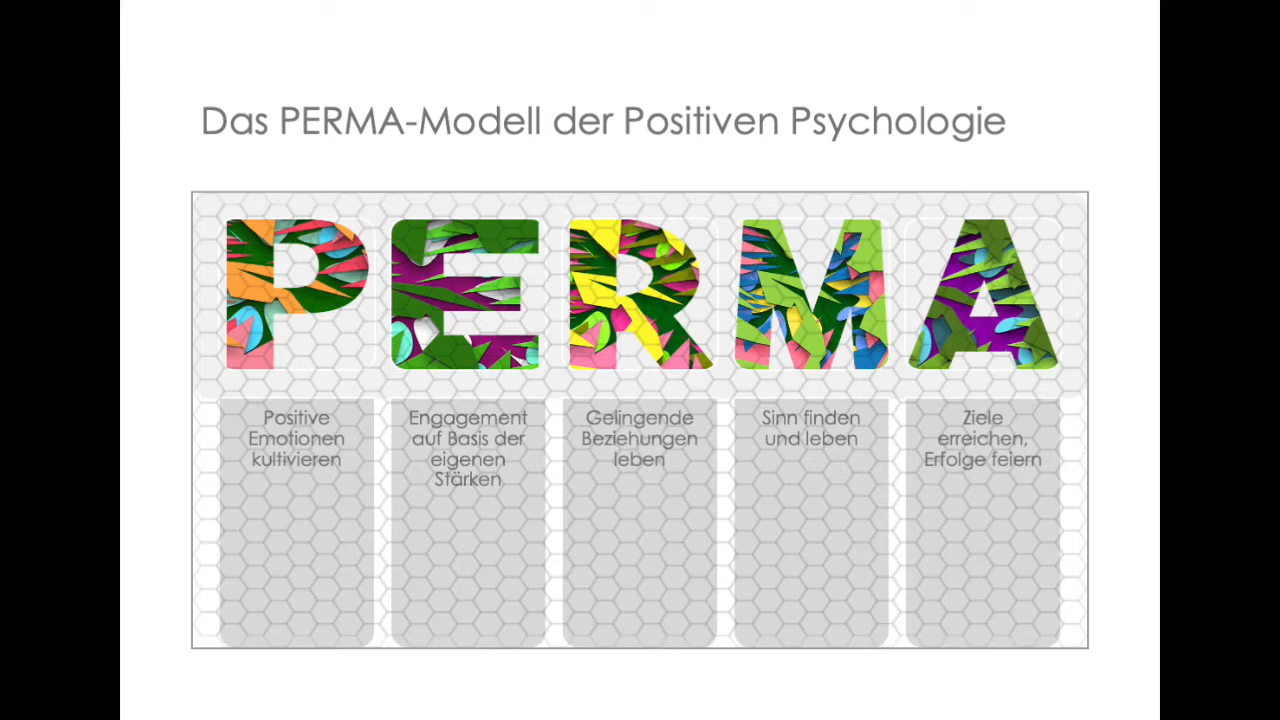 Das PERMA-Modell der Positiven Psychologie
PERMA
Positive
Emotionen
kultivieren
Engagement
auf Basis der
eigenen
Stärken
Gelingende
Beziehungen
leben
Sinn finden
und leben
Ziele
erreichen,
Erfolge feiern